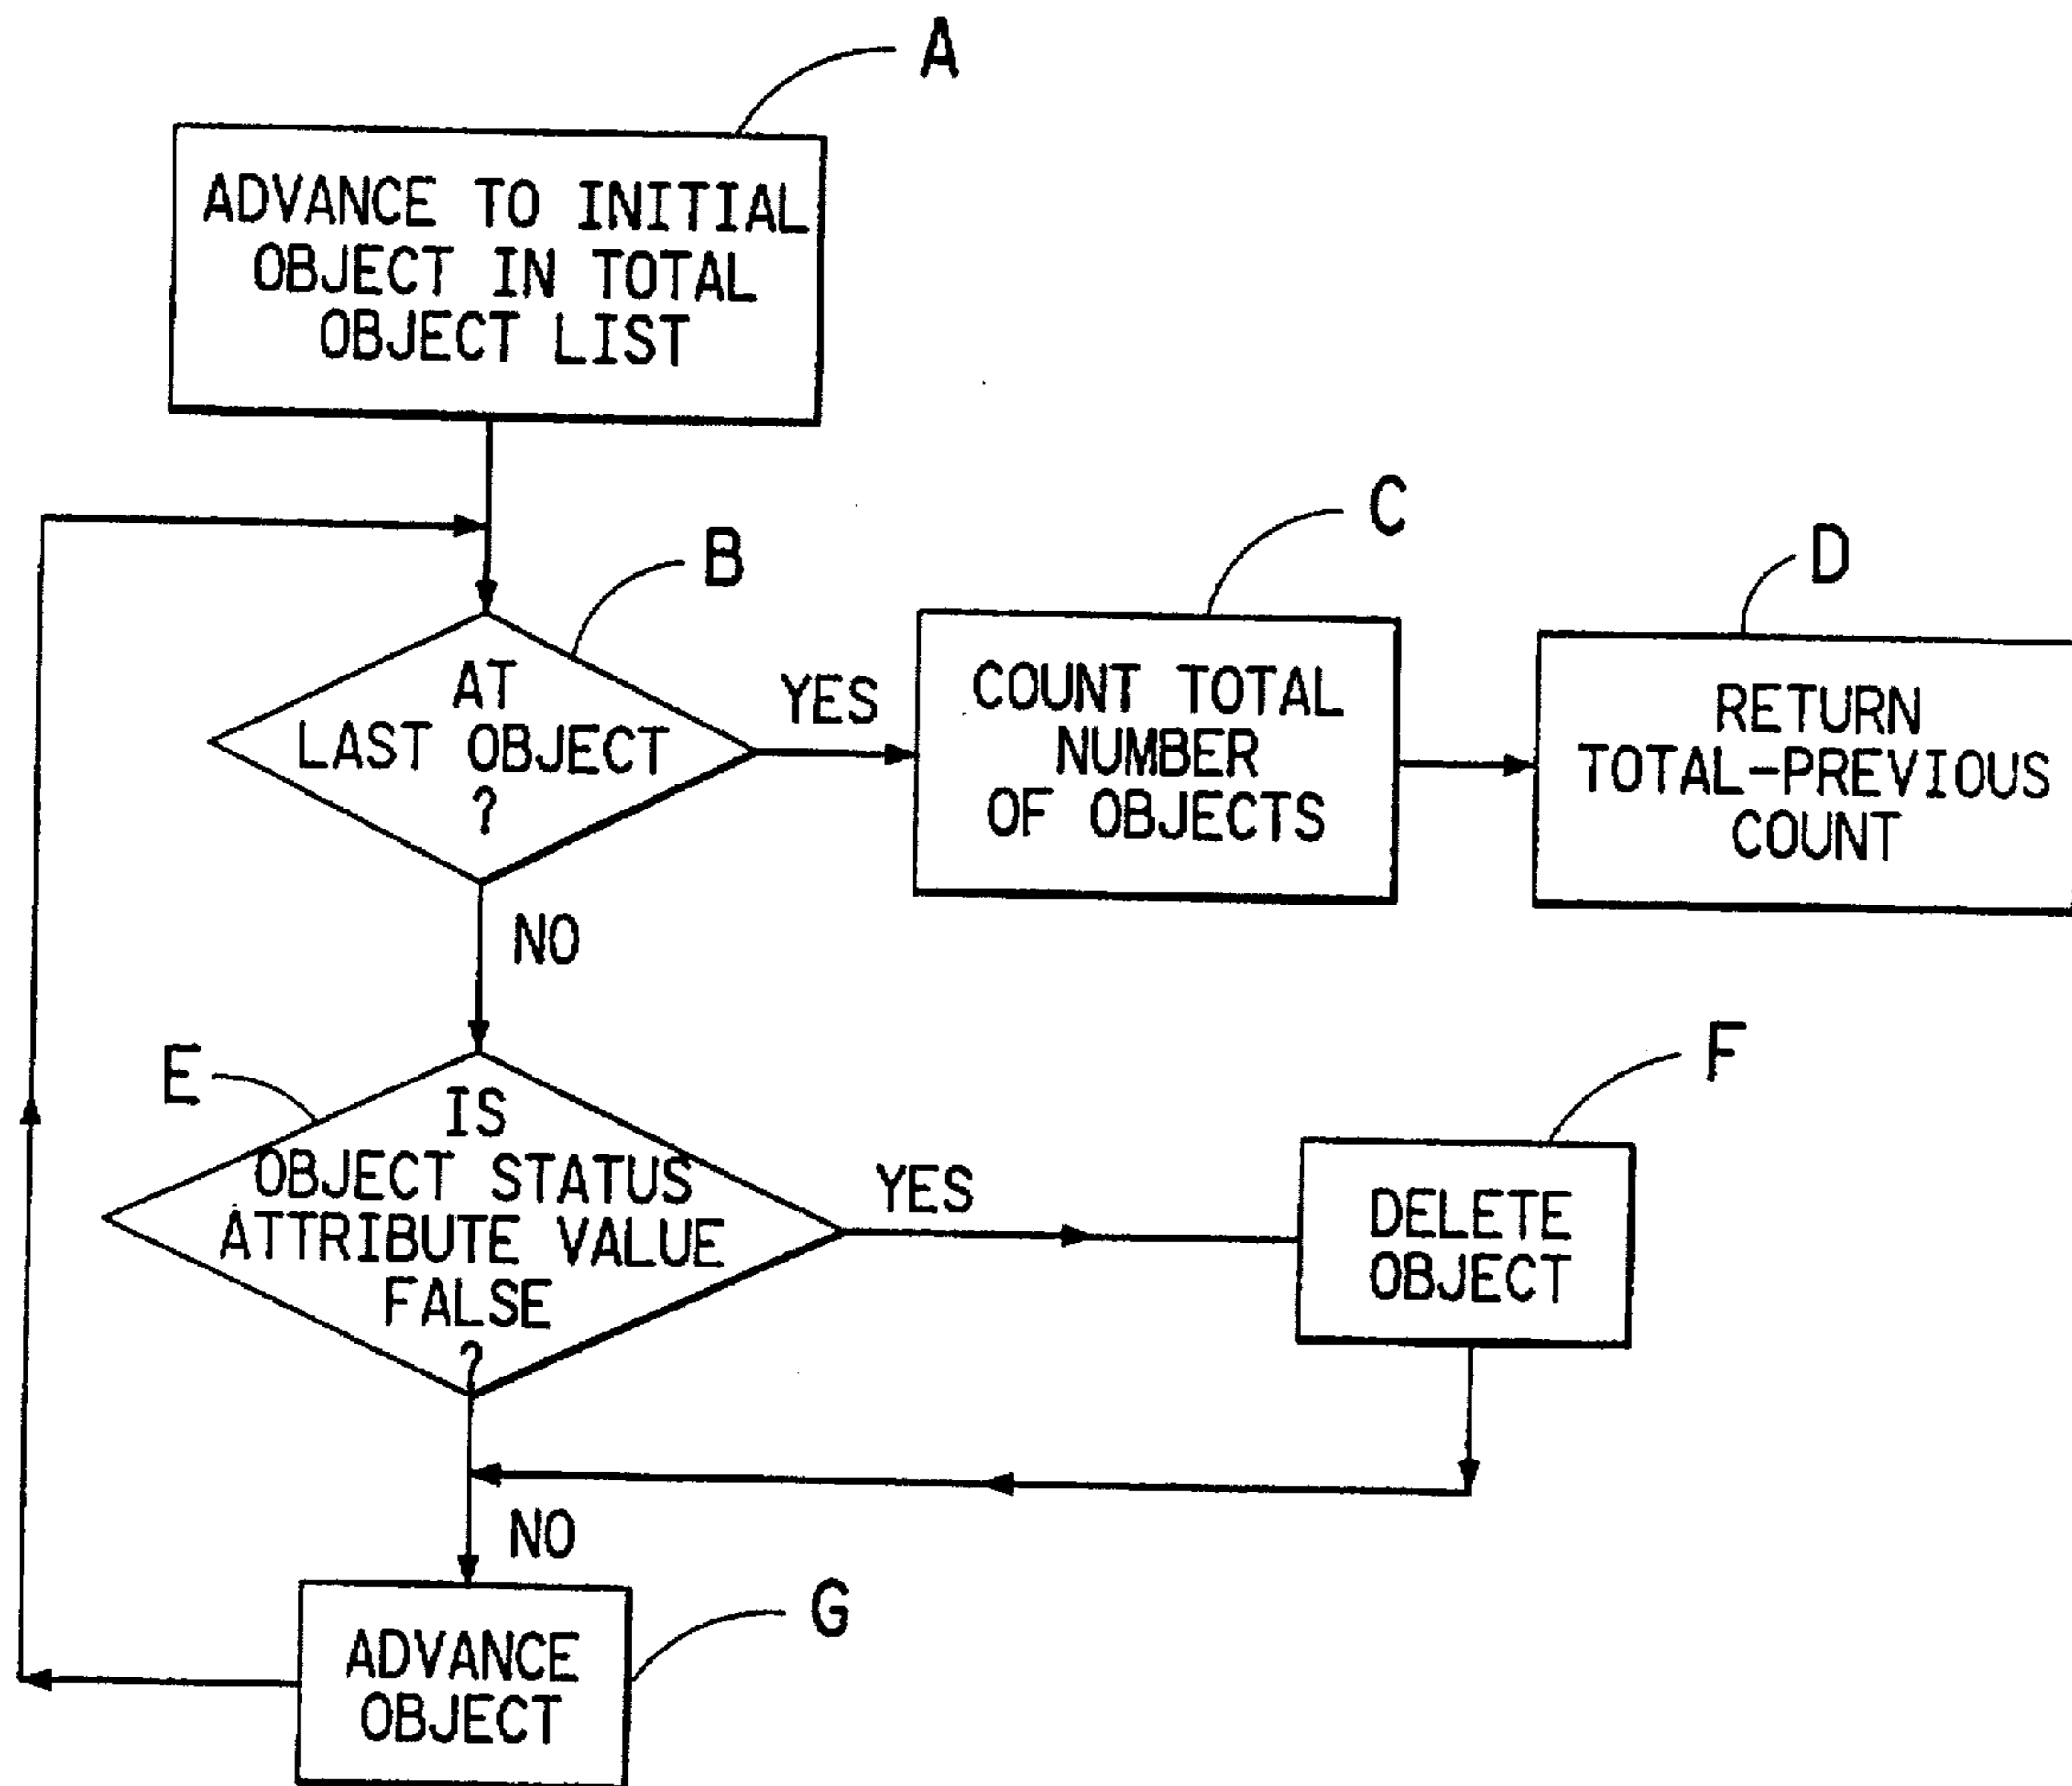 A
ADVANCE TO INITIAL
OBJECT IN TOTAL
OBJECT LIST
B
AT
LAST OBJECT
?
YES
C
COUNT TOTAL
NUMBER
OF OBJECTS
D
RETURN
TOTAL-PREVIOUS
COUNT
NO
E
IS
OBJECT STATUS
ATTRIBUTE VALUE
FALSE
?
YES
F
DELETE
OBJECT
NO
G
ADVANCE
OBJECT